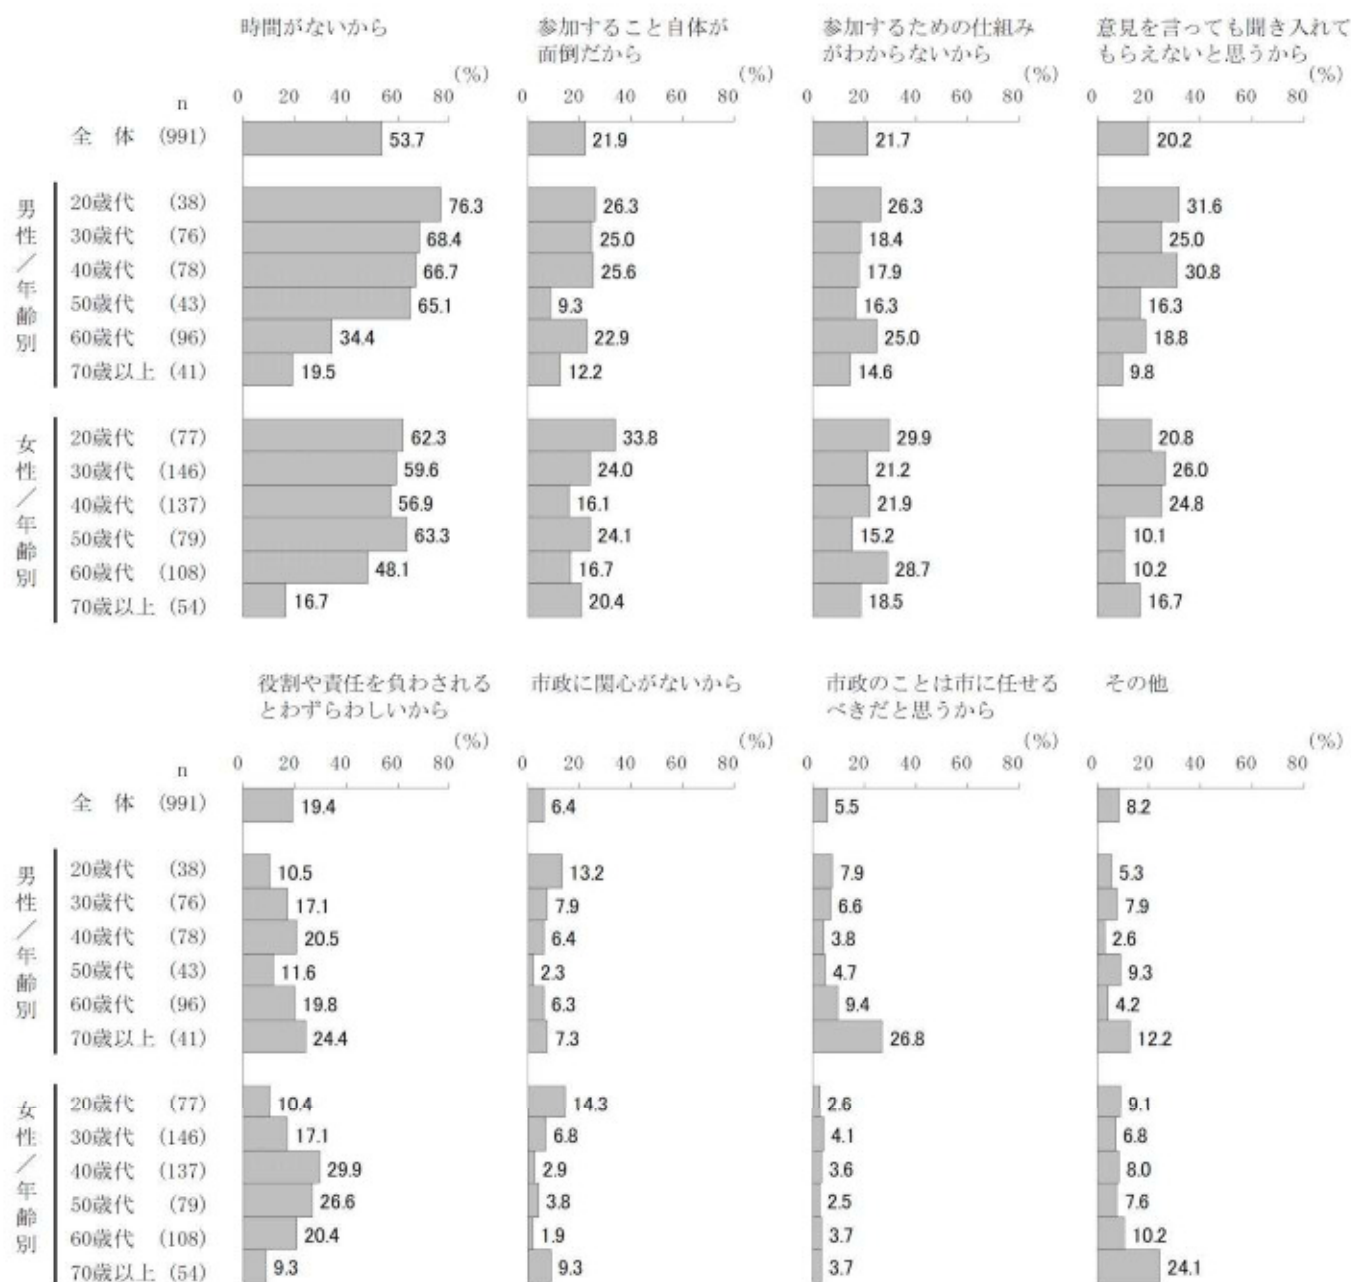 時間がないから 参加すること自体が 参加するための仕組み 意見を言っても聞き入れて
面倒だから がわからないから もらえないと思うから
(%) (%) (%) (%)
n 0 20 40 60 80 0 20 40 60 80 0 20 40 60 80 0 20 40 60 80
全 体 (991) 53.7 21.9 21.7 20.2
男性／年齢別
20歳代 (38) 76.3 26.3 26.3 31.6
30歳代 (76) 68.4 25.0 18.4 25.0
40歳代 (78) 66.7 25.6 17.9 30.8
50歳代 (43) 65.1 9.3 16.3 16.3
60歳代 (96) 34.4 22.9 25.0 18.8
70歳以上 (41) 19.5 12.2 14.6 9.8
女性／年齢別
20歳代 (77) 62.3 33.8 29.9 20.8
30歳代 (146) 59.6 24.0 21.2 26.0
40歳代 (137) 56.9 16.1 21.9 24.8
50歳代 (79) 63.3 24.1 15.2 10.1
60歳代 (108) 48.1 16.7 28.7 10.2
70歳以上 (54) 16.7 20.4 18.5 16.7
役割や責任を負わされる 市政に関心がないから 市政のことは市に任せる その他
とわずらわしいから べきだと思うから
(%) (%) (%) (%)
n 0 20 40 60 80 0 20 40 60 80 0 20 40 60 80 0 20 40 60 80
全 体 (991) 19.4 6.4 5.5 8.2
男性／年齢別
20歳代 (38) 10.5 13.2 7.9 5.3
30歳代 (76) 17.1 7.9 6.6 7.9
40歳代 (78) 20.5 6.4 3.8 2.6
50歳代 (43) 11.6 2.3 4.7 9.3
60歳代 (96) 19.8 6.3 9.4 4.2
70歳以上 (41) 24.4 7.3 26.8 12.2
女性／年齢別
20歳代 (77) 10.4 14.3 2.6 9.1
30歳代 (146) 17.1 6.8 4.1 6.8
40歳代 (137) 29.9 2.9 3.6 8.0
50歳代 (79) 26.6 3.8 2.5 7.6
60歳代 (108) 20.4 1.9 3.7 10.2
70歳以上 (54) 9.3 9.3 3.7 24.1